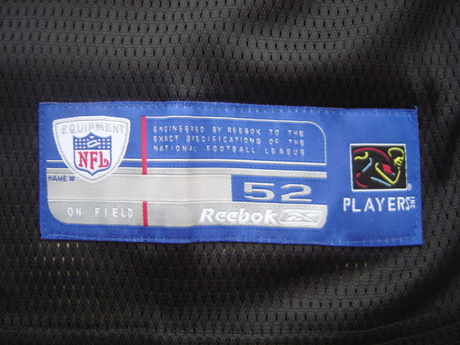 EQUIPMENT
NFL
NAME #
ON FIELD
ENGINEERED BY REEBOK TO THE
EXACT SPECIFICATIONS OF THE
NATIONAL FOOTBALL LEAGUE
52
Reebok
®
PLAYERS INC